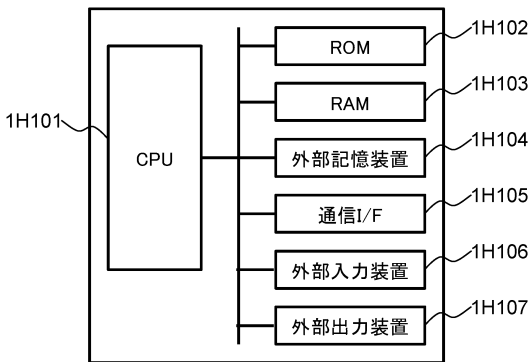 1H101
CPU
ROM
1H102
RAM
1H103
外部記憶装置
1H104
通信I/F
1H105
外部入力装置
1H106
外部出力装置
1H107